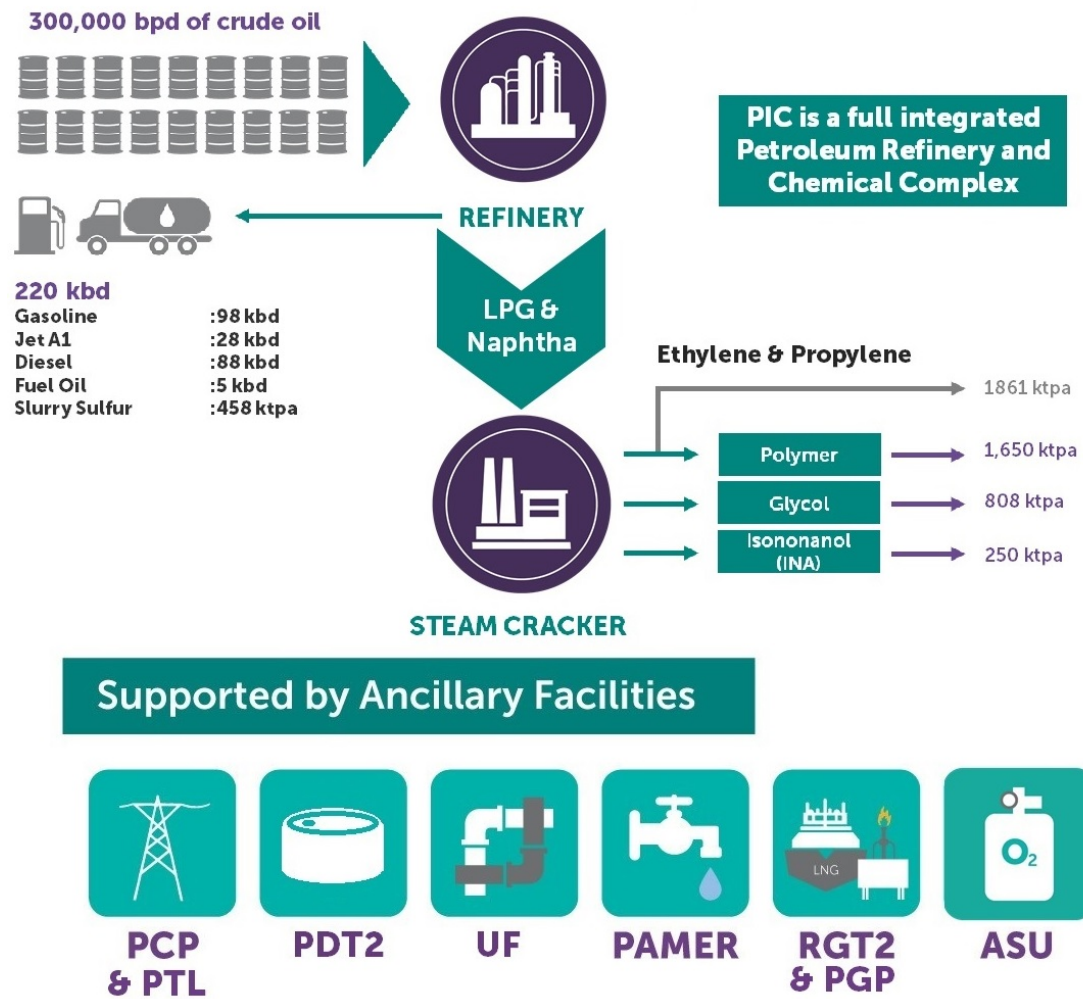 300,000 bpd of crude oil
PIC is a full integrated
Petroleum Refinery and
Chemical Complex
REFINERY
220 kbd
Gasoline :98 kbd
Jet A1 :28 kbd
Diesel :88 kbd
Fuel Oil :5 kbd
Slurry Sulfur :458 ktpa
LPG &
Naphtha
Ethylene & Propylene
1861 ktpa
Polymer
1,650 ktpa
Glycol
808 ktpa
Isononanol
(INA)
250 ktpa
STEAM CRACKER
Supported by Ancillary Facilities
LNG
O2
PCP
& PTL
PDT2
UF
PAMER
RGT2
& PGP
ASU